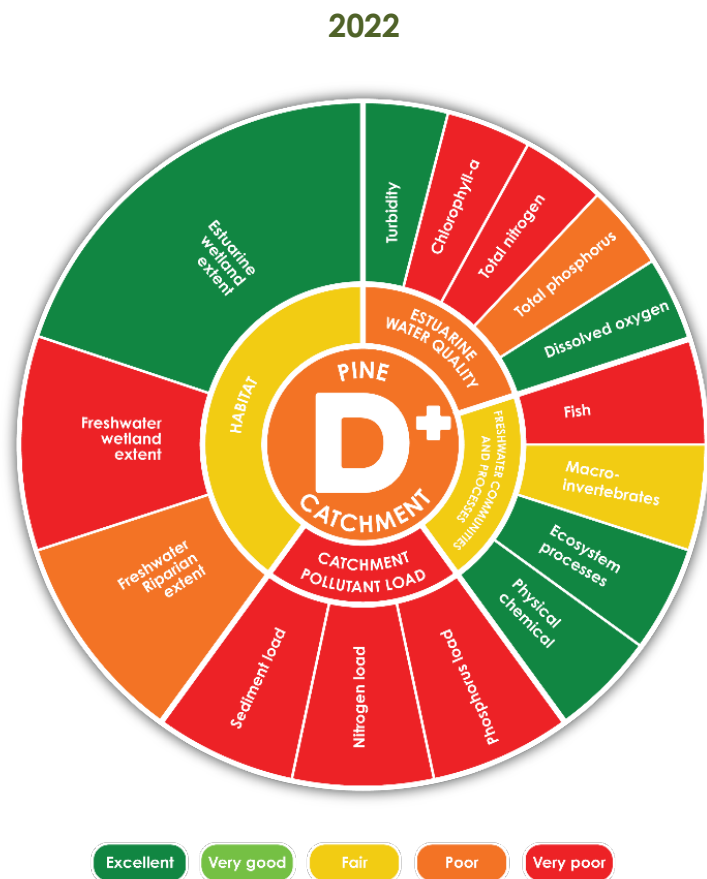 2022
Turbidity
Chlorophyll-a
Total nitrogen
Total phosphorus
Dissolved oxygen
Fish
Macro-
invertebrates
Ecosystem
processes
Physical
chemical
Phosphorus load
Nitrogen load
Sediment load
Freshwater
Riparian
extent
Freshwater
wetland
extent
Estuarine
wetland
extent
ESTUARINE
WATER QUALITY
FRESHWATER COMMUNITIES
AND PROCESSES
CATCHMENT
POLLUTANT LOAD
HABITAT
PINE
D+
CATCHMENT
Excellent
Very good
Fair
Poor
Very poor